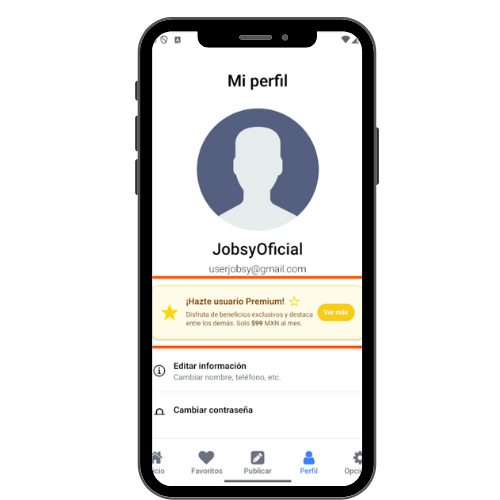 Mi perfil
JobsyOficial
userjobsy@gmail.com
¡Hazte usuario Premium!
Disfruta de beneficios exclusivos y destaca
entre los demás. Solo $99 MXN al mes.
Ver más
Editar información
Cambiar nombre, teléfono, etc.
Cambiar contraseña
icio Favoritos Publicar Perfil Opci